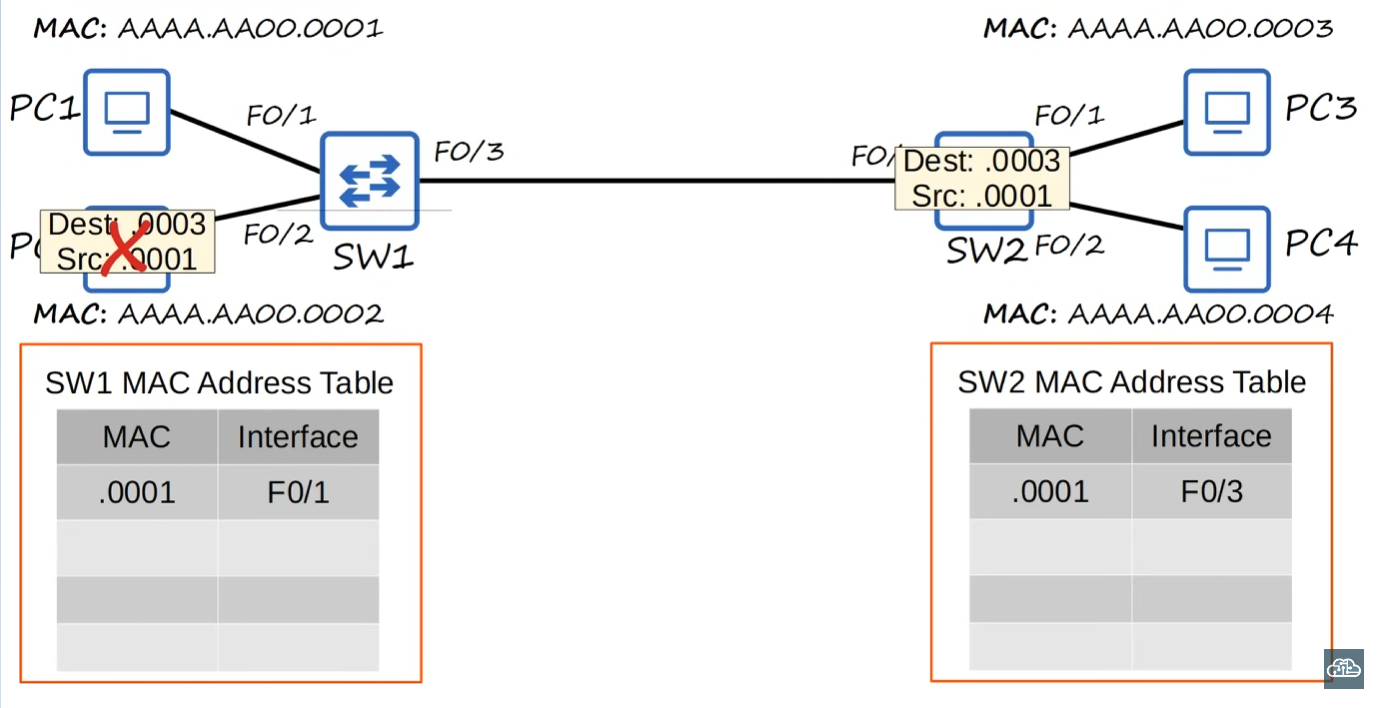 MAC: AAAA.AA00.0001
MAC: AAAA.AA00.0003
PC1
F0/1
F0/3
F0/1
PC3
Dest: .0003
Src: .0001
Dest: .0003
Src: .0001
F0/2
SW1
SW2
F0/2
PC4
MAC: AAAA.AA00.0002
MAC: AAAA.AA00.0004
SW1 MAC Address Table
MAC Interface
.0001 F0/1
SW2 MAC Address Table
MAC Interface
.0001 F0/3